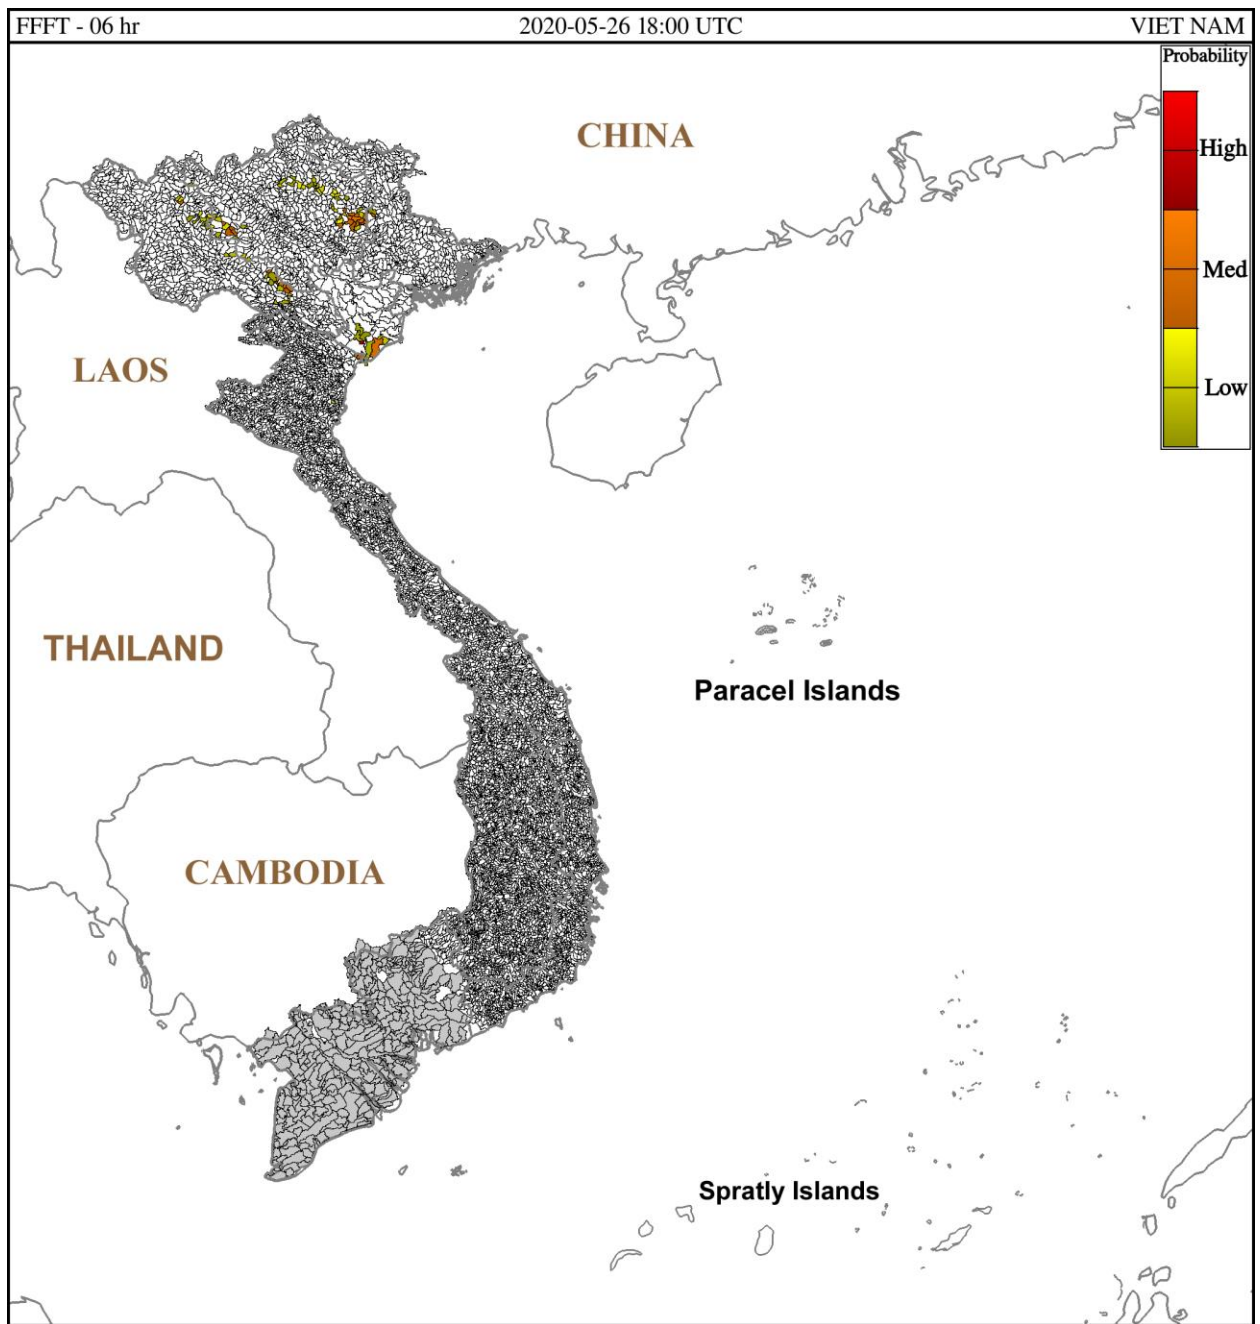 FFFT - 06 hr 2020-05-26 18:00 UTC VIET NAM
Probability
High
Med
Low
CHINA
LAOS
THAILAND
Paracel Islands
CAMBODIA
Spratly Islands